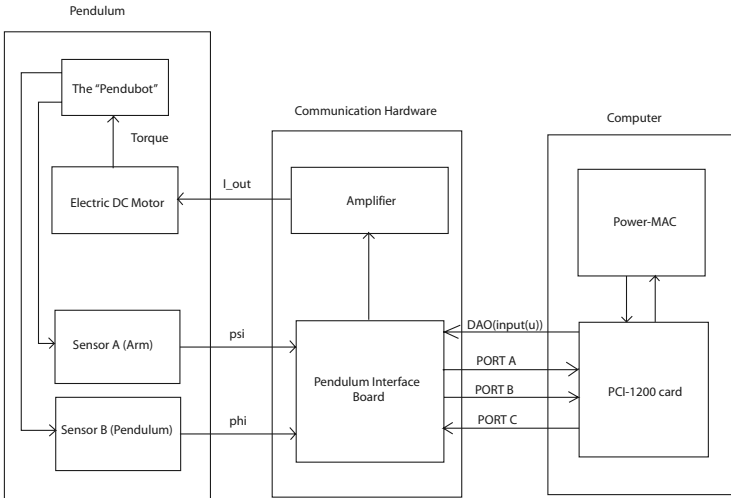 Pendulum
The “Pendubot”
Torque
Electric DC Motor
Sensor A (Arm)
Sensor B (Pendulum)
I_out
psi
phi
Communication Hardware
Amplifier
Pendulum Interface
Board
DAO(input(u))
PORT A
PORT B
PORT C
Computer
Power-MAC
PCI-1200 card